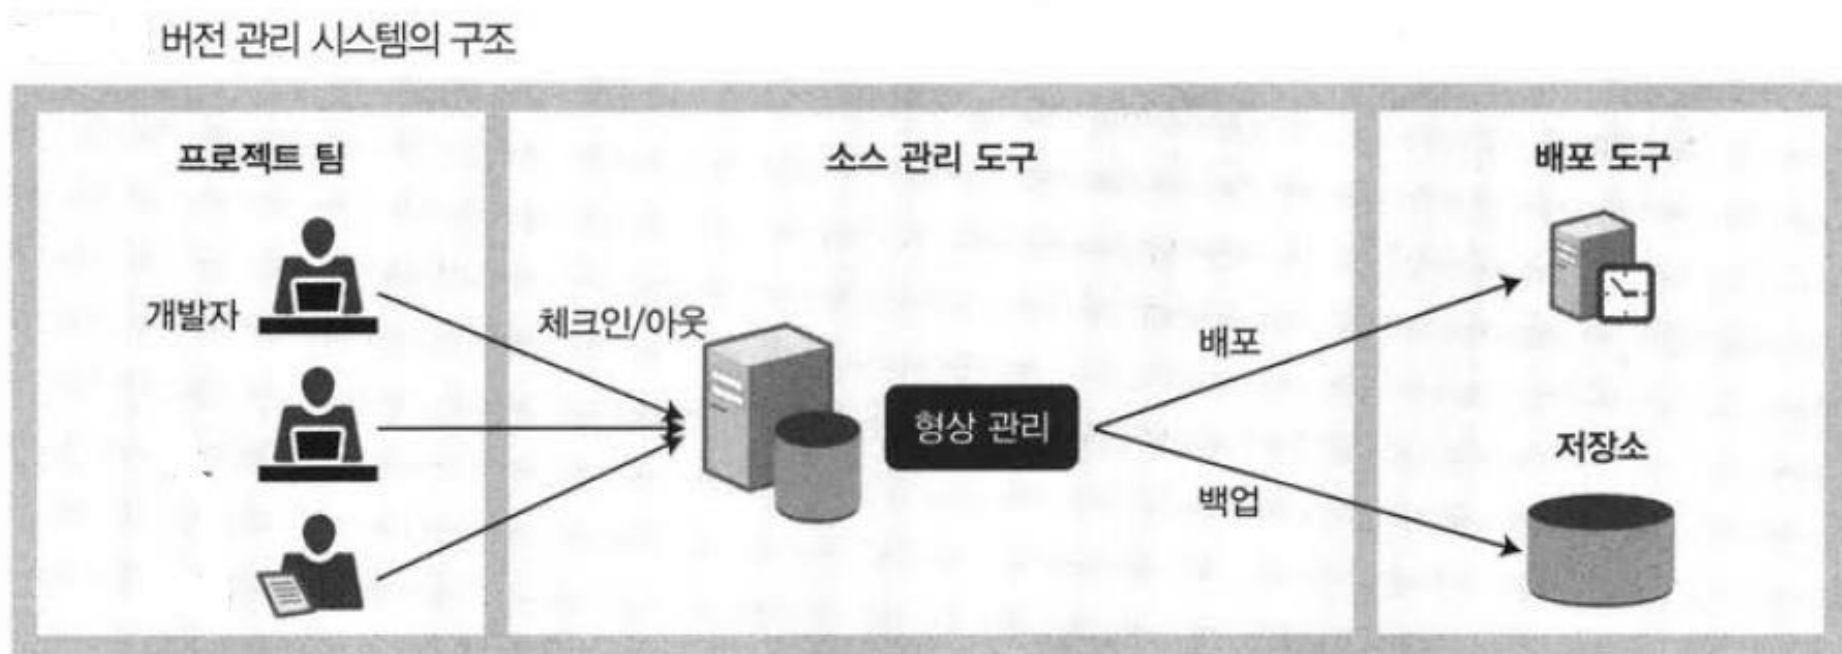 버전 관리 시스템의 구조
프로젝트 팀
개발자
소스 관리 도구
체크인/아웃
형상 관리
배포
백업
배포 도구
저장소